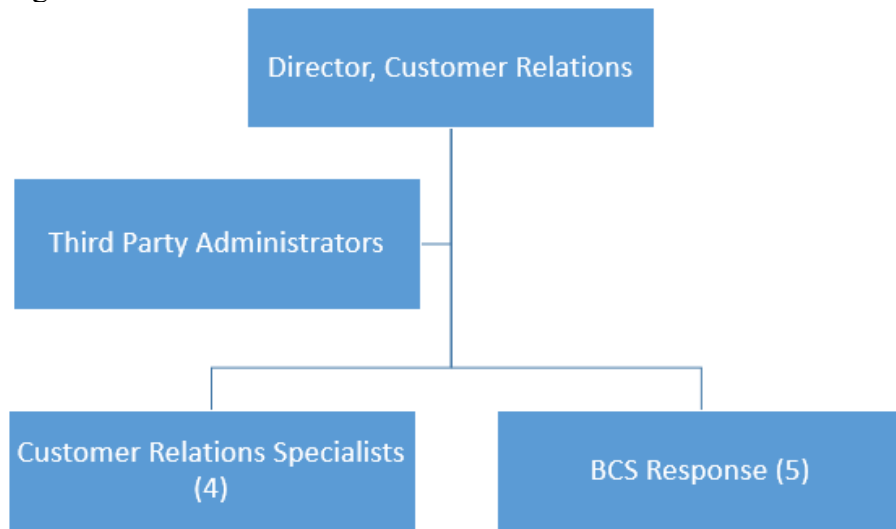 Director, Customer Relations
Third Party Administrators
Customer Relations Specialists
(4)
BCS Response (5)